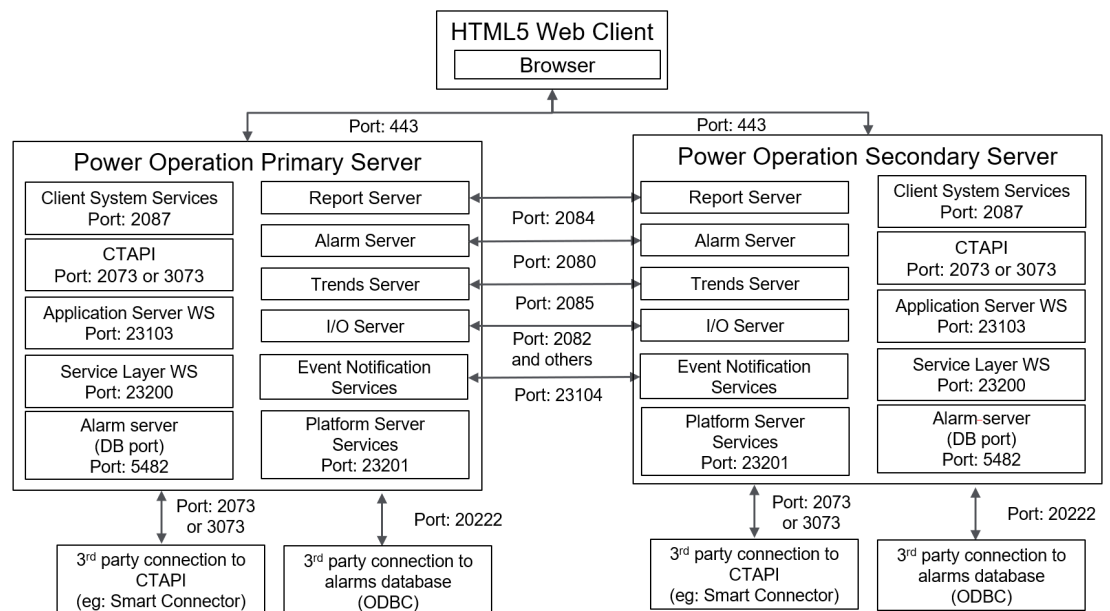 HTML5 Web Client
Browser
Port: 443
Port: 443
Power Operation Primary Server
Client System Services
Port: 2087
CTAPI
Port: 2073 or 3073
Application Server WS
Port: 23103
Service Layer WS
Port: 23200
Alarm server
(DB port)
Port: 5482
Report Server
Alarm Server
Trends Server
I/O Server
Event Notification
Services
Platform Server
Services
Port: 23201
Port: 2084
Port: 2080
Port: 2085
Port: 2082
and others
Port: 23104
Power Operation Secondary Server
Report Server
Alarm Server
Trends Server
I/O Server
Event Notification
Services
Platform Server
Services
Port: 23201
Client System Services
Port: 2087
CTAPI
Port: 2073 or 3073
Application Server WS
Port: 23103
Service Layer WS
Port: 23200
Alarm-server
(DB port)
Port: 5482
Port: 2073
or 3073
Port: 20222
Port: 2073
or 3073
Port: 20222
3rd party connection to
CTAPI
(eg: Smart Connector)
3rd party connection to
alarms database
(ODBC)
3rd party connection to
CTAPI
(eg: Smart Connector)
3rd party connection to
alarms database
(ODBC)